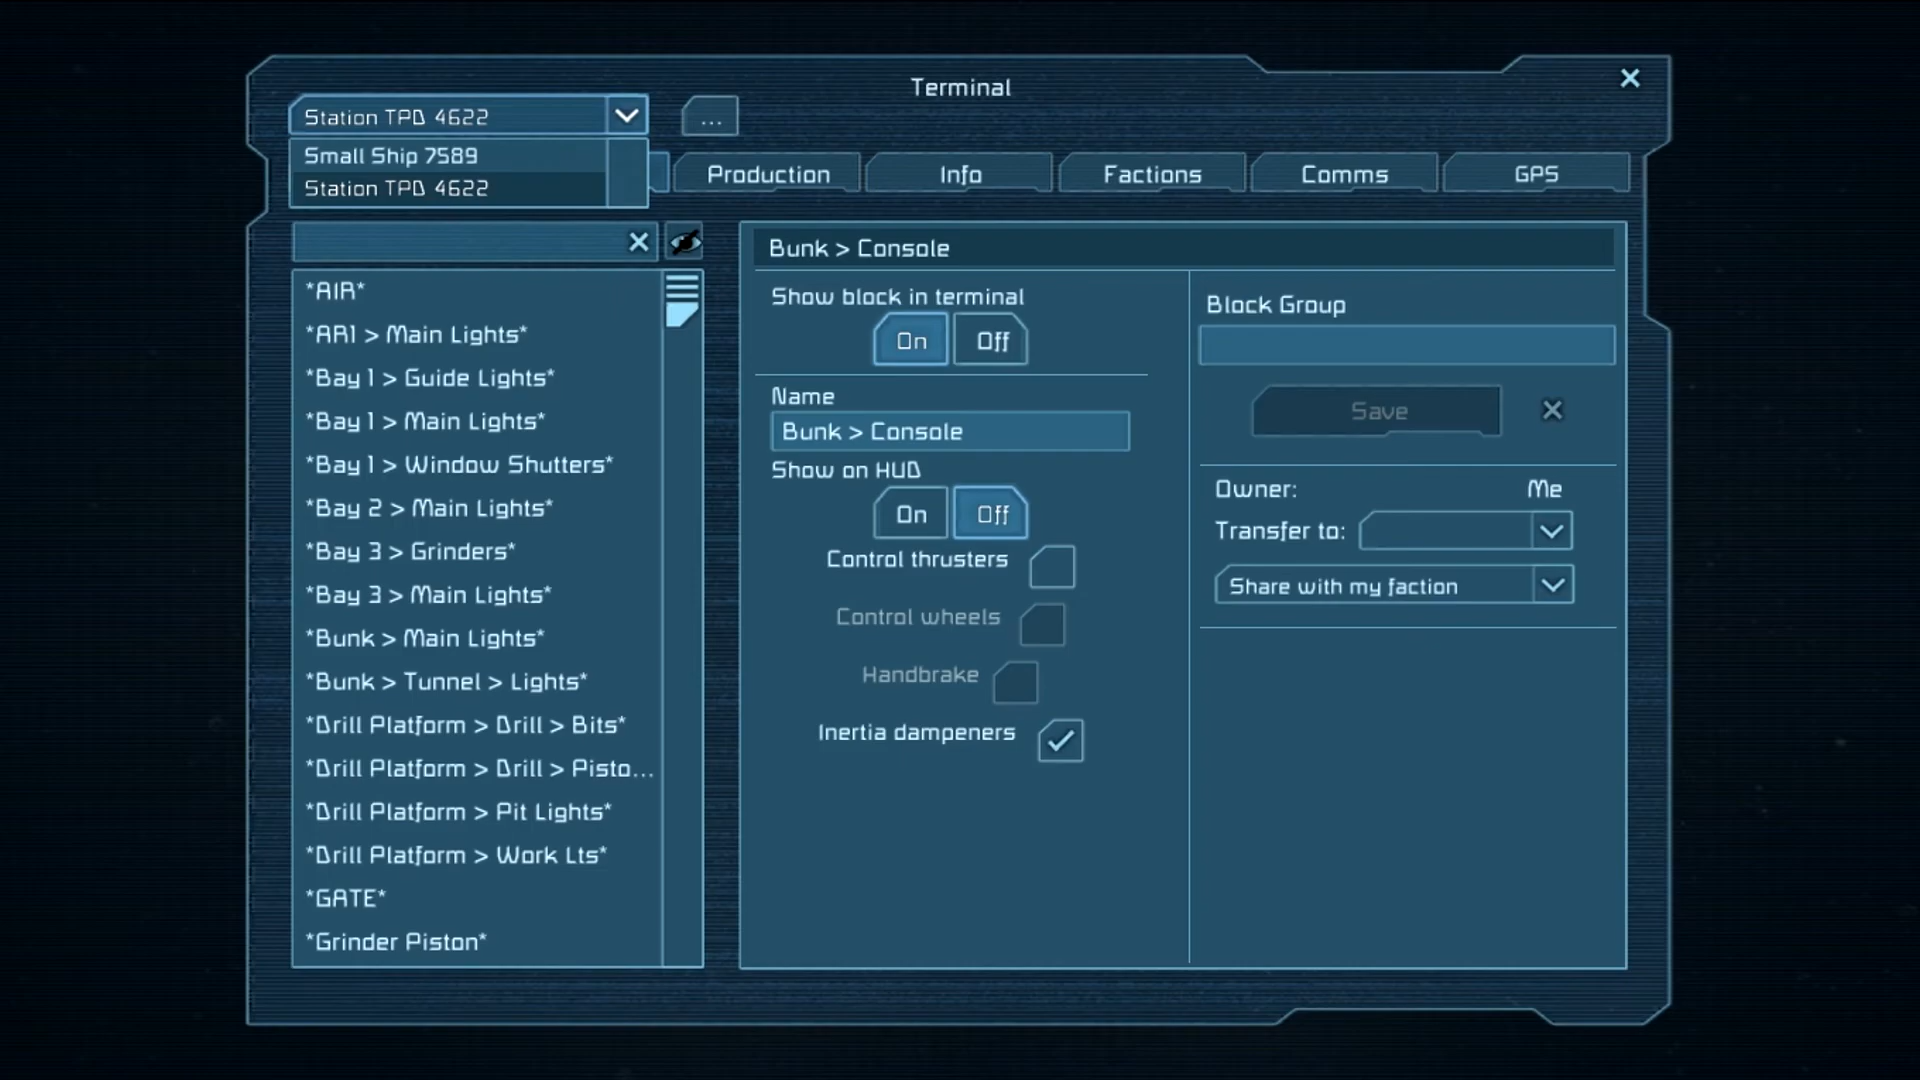 Terminal
Station TPD 4622
...
Small Ship 7589
Station TPD 4622
Production
Info
Factions
Comms
GPS
*AIR*
*AR1 > Main Lights*
*Bay 1 > Guide Lights*
*Bay 1 > Main Lights*
*Bay 1 > Window Shutters*
*Bay 2 > Main Lights*
*Bay 3 > Grinders*
*Bay 3 > Main Lights*
*Bunk > Main Lights*
*Bunk > Tunnel > Lights*
*Drill Platform > Drill > Bits*
*Drill Platform > Drill > Pisto...
*Drill Platform > Pit Lights*
*Drill Platform > Work Lts*
*GATE*
*Grinder Piston*
Bunk > Console
Show block in terminal
On
Off
Name
Bunk > Console
Show on HUD
On
Off
Control thrusters
Control wheels
Handbrake
Inertia dampeners
Block Group
Save
Owner: Me
Transfer to:
Share with my faction